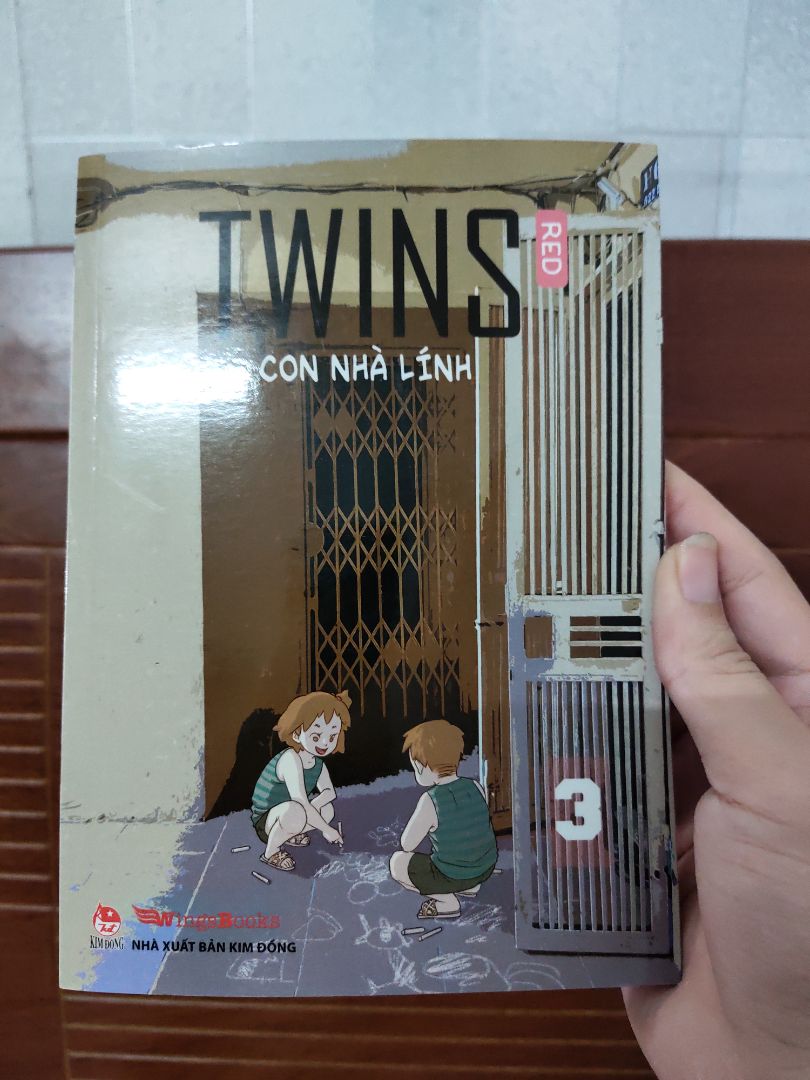 TWINS
RED
CON NHÀ LÍNH
3
WingsBooks
KIM ĐỒNG
NHÀ XUẤT BẢN KIM ĐỒNG